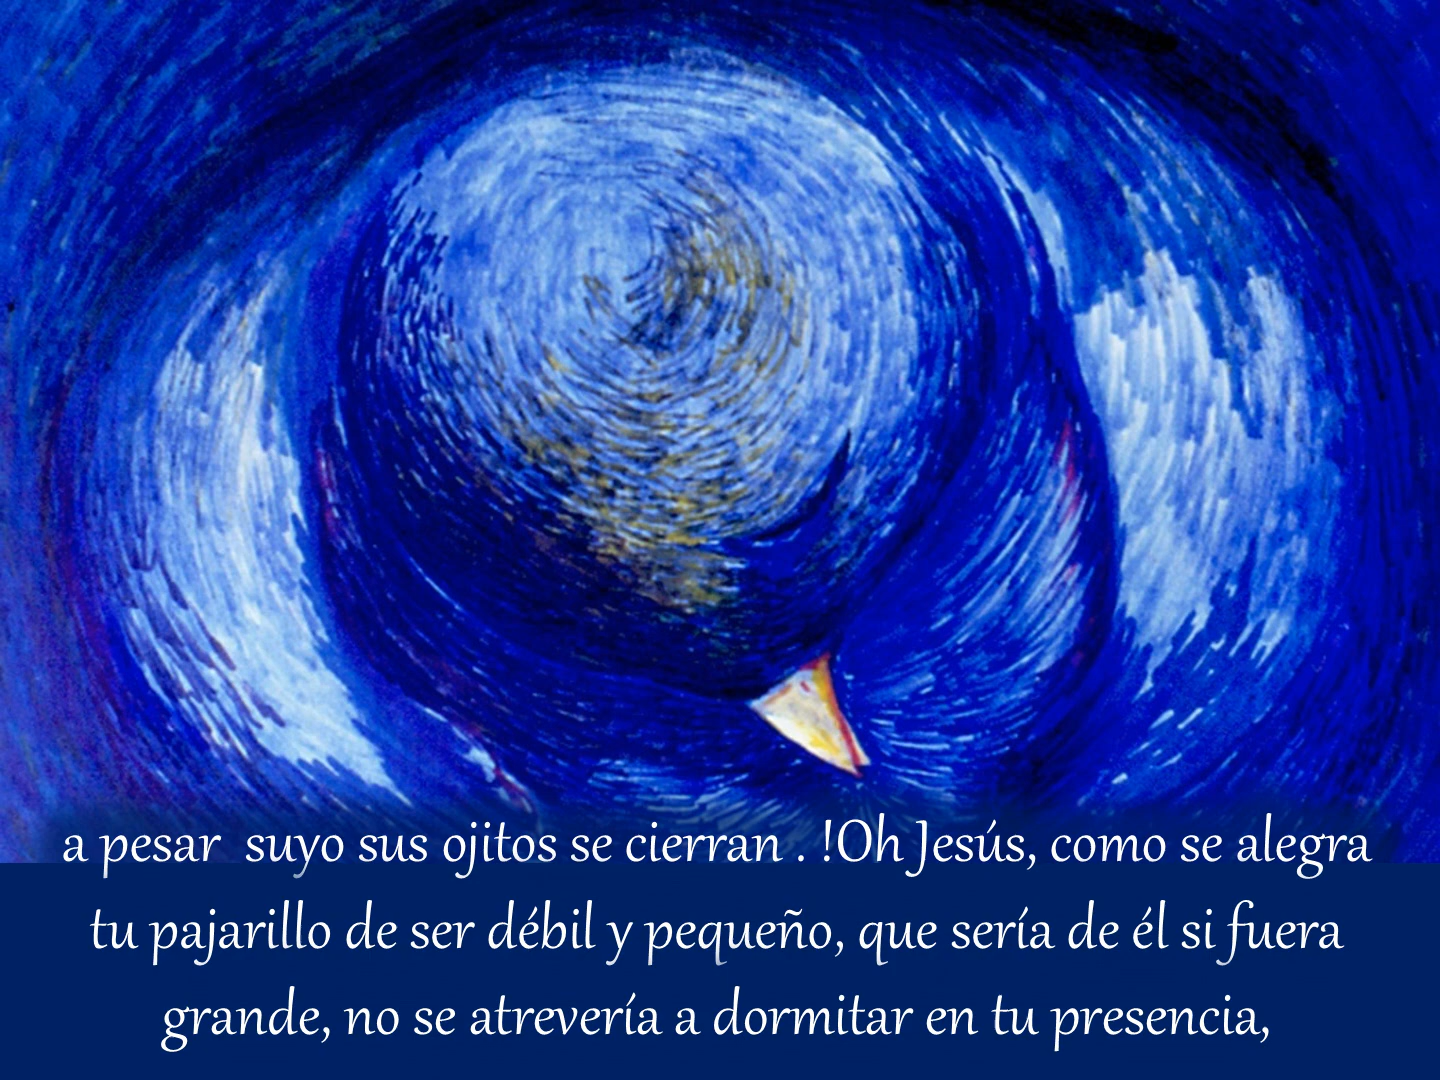 a pesar  suyo sus ojitos se cierran . !Oh Jesús, como se alegra
tu pajarillo de ser débil y pequeño, que sería de él si fuera
grande, no se atrevería a dormitar en tu presencia,